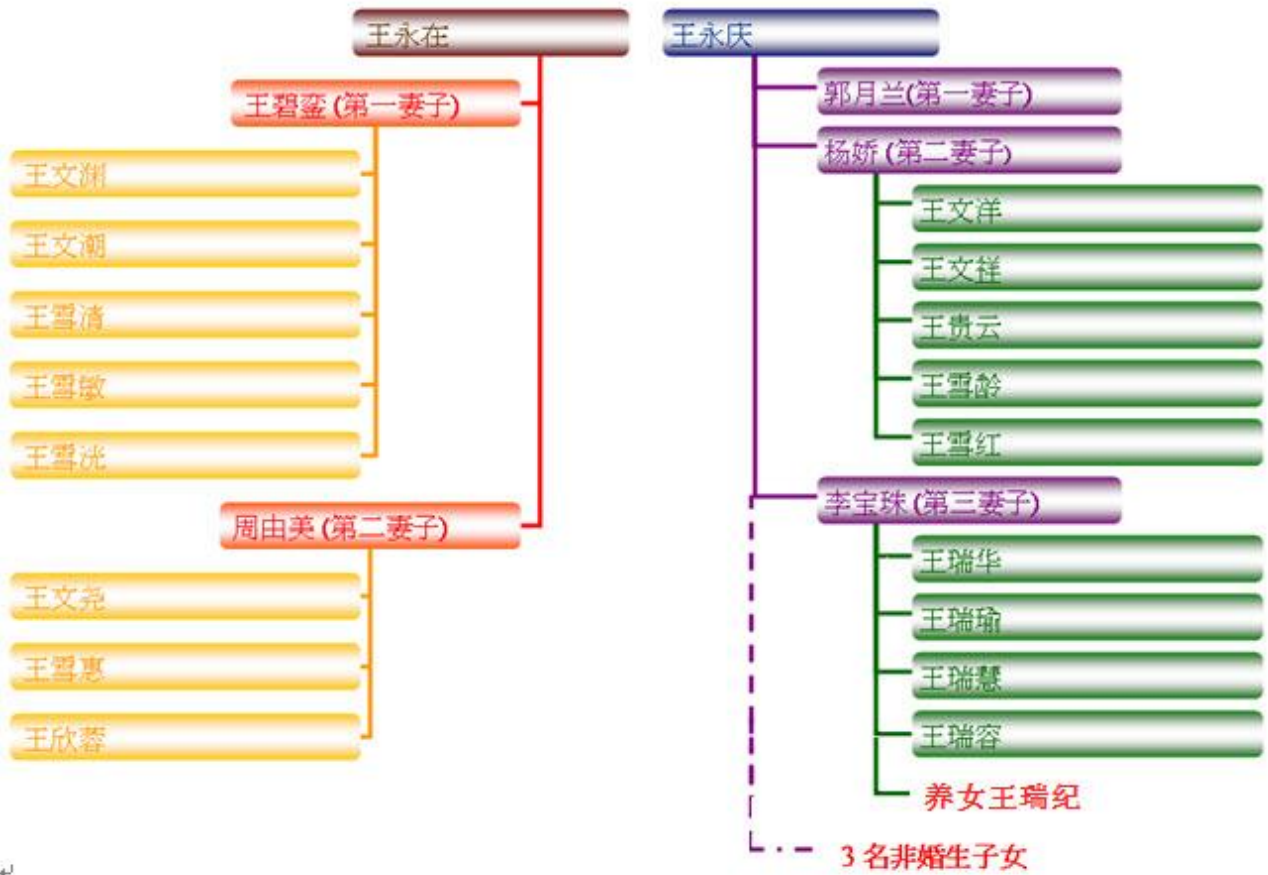 王永在
王碧銮 (第一妻子)
王文渊
王文潮
王雪清
王雪敏
王雪洸
周由美 (第二妻子)
王文尧
王雪惠
王欣蓉
王永庆
郭月兰(第一妻子)
杨娇 (第二妻子)
王文洋
王文祥
王贵云
王雪龄
王雪红
李宝珠 (第三妻子)
王瑞华
王瑞瑜
王瑞慧
王瑞容
养女王瑞纪
3 名非婚生子女